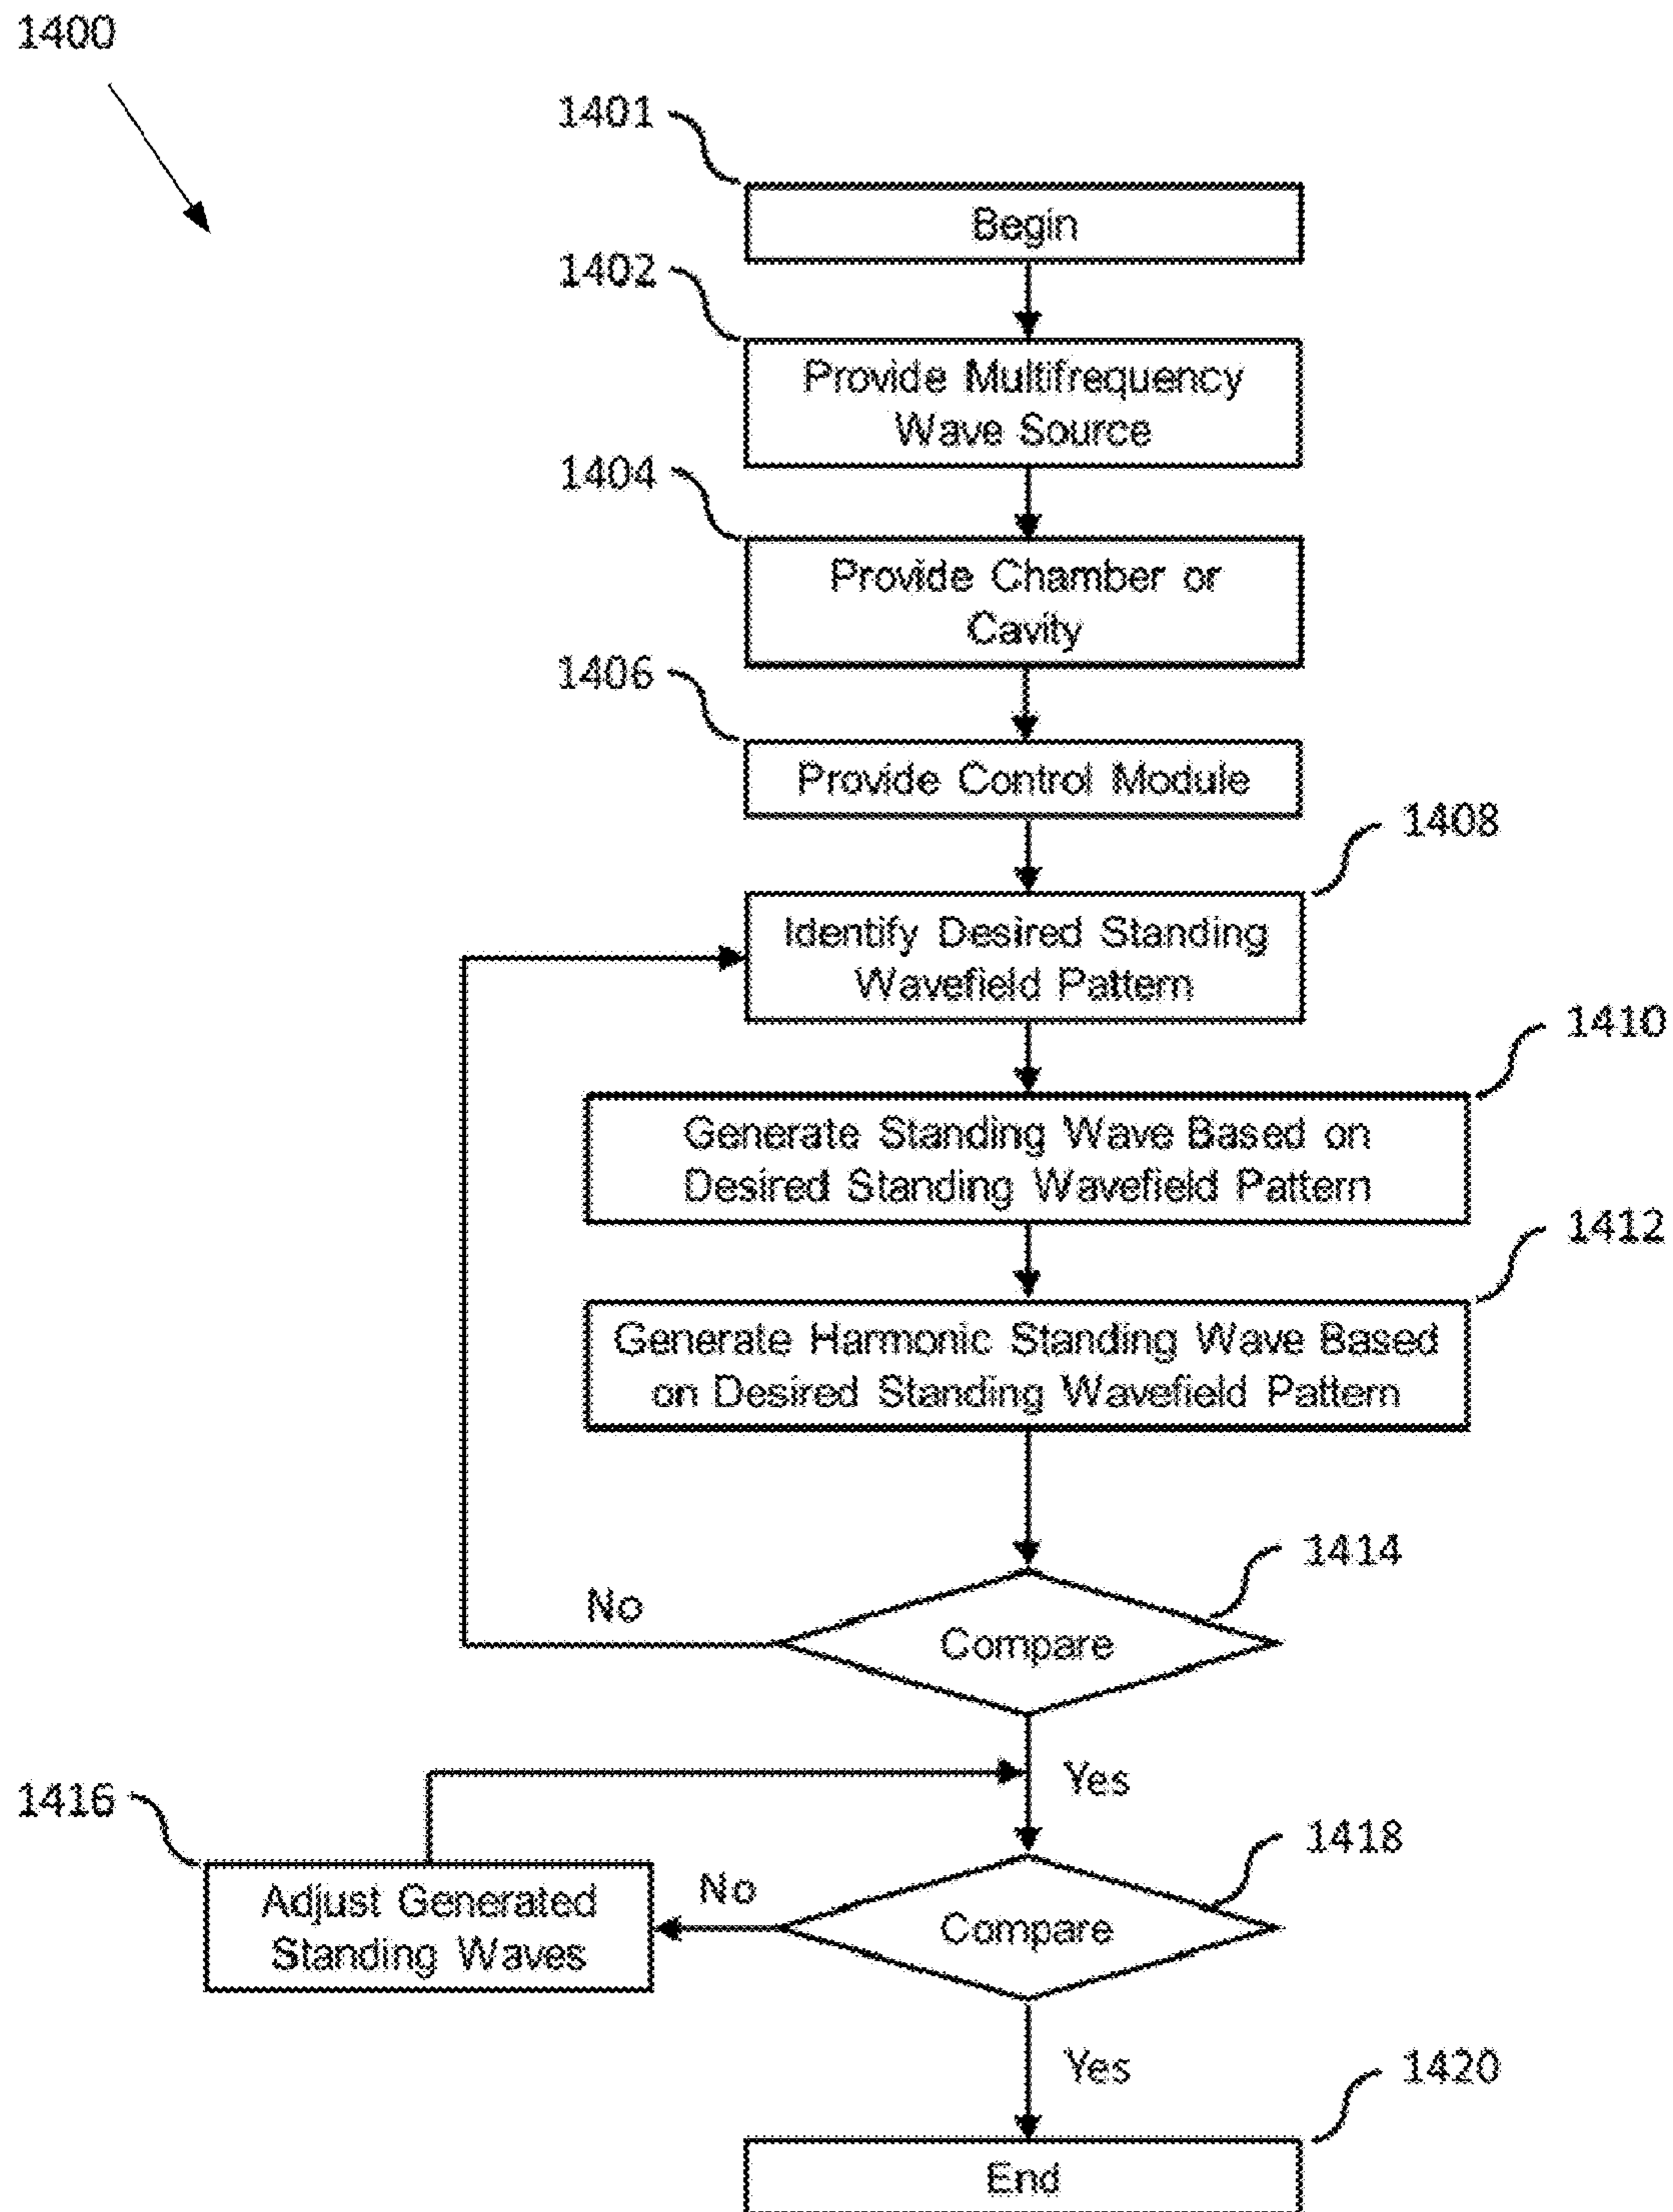 1400
1401
Begin
1402
Provide Multifrequency
Wave Source
1404
Provide Chamber or
Cavity
1406
Provide Control Module
1408
Identify Desired Standing
Wavefield Pattern
1410
Generate Standing Wave Based on
Desired Standing Wavefield Pattern
1412
Generate Harmonic Standing Wave Based
on Desired Standing Wavefield Pattern
1414
No
Compare
Yes
1416
Adjust Generated
Standing Waves
1418
No
Compare
Yes
1420
End